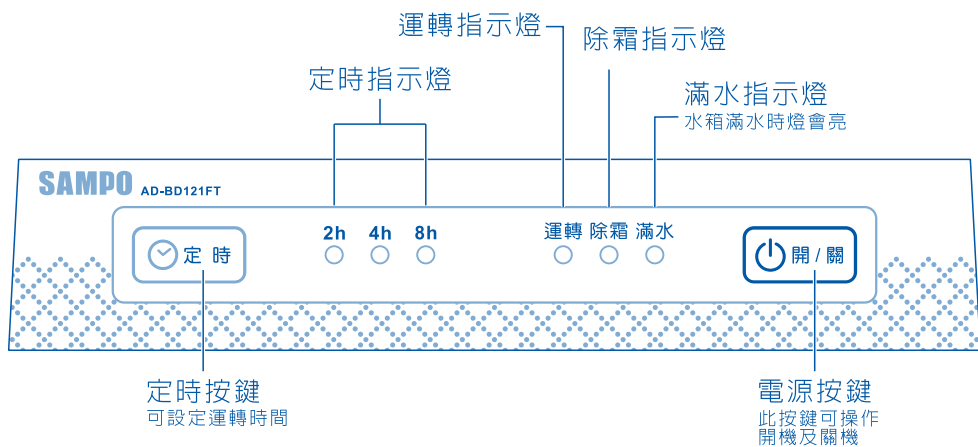 運轉指示燈
除霜指示燈
定時指示燈
滿水指示燈
水箱滿水時燈會亮
SAMPO AD-BD121FT
定時
2h 4h 8h
運轉 除霜 滿水
開/關
定時按鍵
可設定運轉時間
電源按鍵
此按鍵可操作
開機及關機